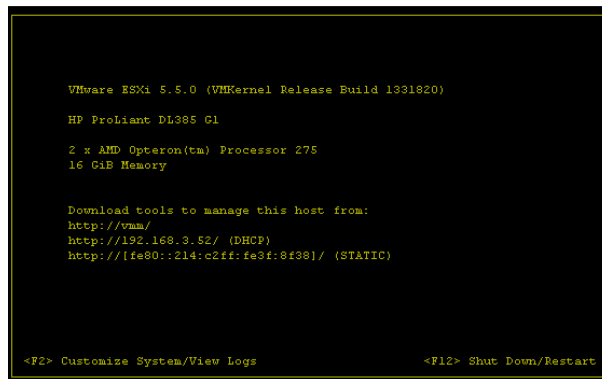 VMware ESXi 5.5.0 (VMKernel Release Build 1331820)
HP ProLiant DL385 G1
2 x AMD Opteron(tm) Processor 275
16 GiB Memory
Download tools to manage this host from:
http://vmm/
http://192.168.3.52/ (DHCP)
http://[fe80::214:c2ff:fe3f:8f38]/ (STATIC)
<F2> Customize System/View Logs
<F12> Shut Down/Restart